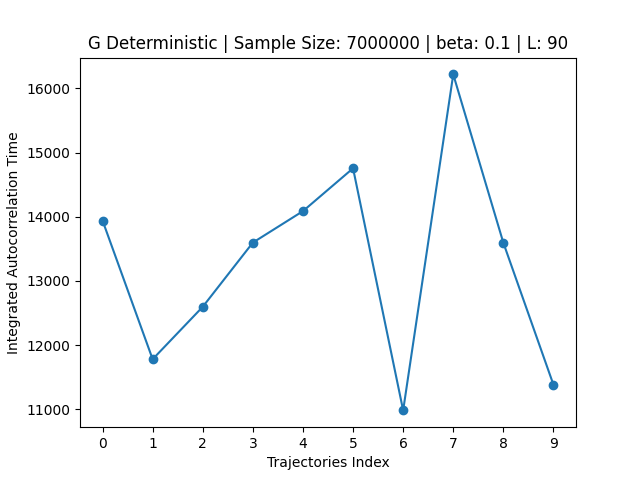 G Deterministic | Sample Size: 7000000 | beta: 0.1 | L: 90
Integrated Autocorrelation Time
16000
15000
14000
13000
12000
11000
0 1 2 3 4 5 6 7 8 9
Trajectories Index